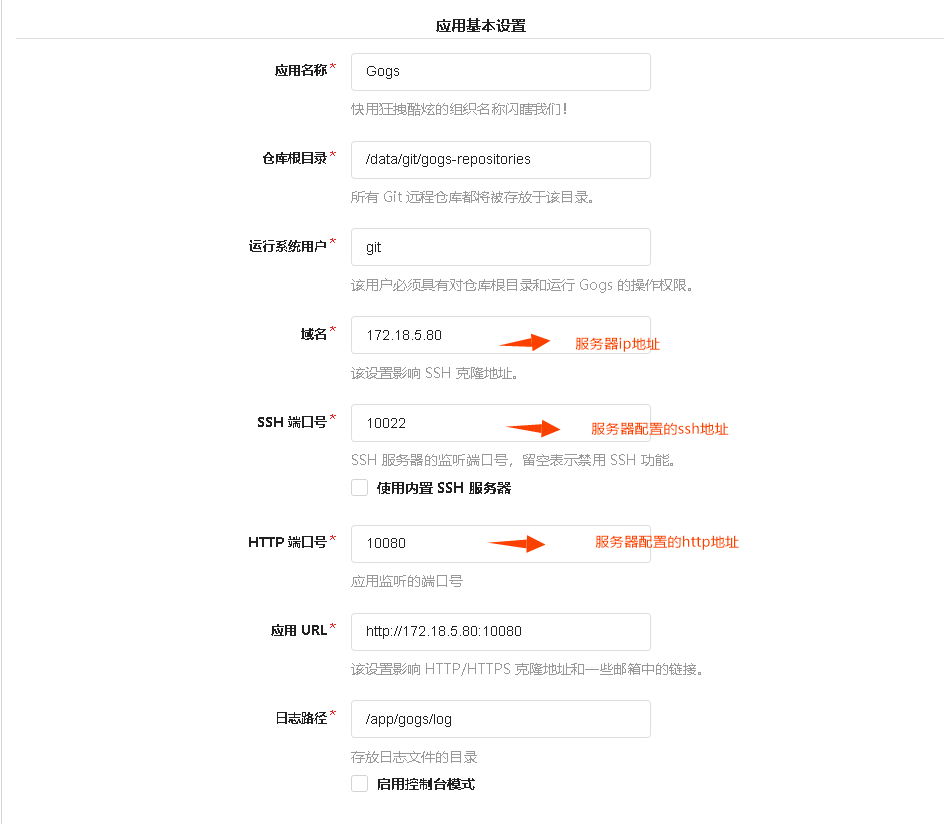 应用基本设置
应用名称* Gogs
快用狂拽酷炫的组织名称闪瞎我们！
仓库根目录* /data/git/gogs-repositories
所有 Git 远程仓库都将被存放于该目录。
运行系统用户* git
该用户必须具有对仓库根目录和运行 Gogs 的操作权限。
域名* 172.18.5.80 服务器ip地址
该设置影响 SSH 克隆地址。
SSH 端口号* 10022 服务器配置的ssh地址
SSH 服务器的监听端口号，留空表示禁用 SSH 功能。
使用内置 SSH 服务器
HTTP 端口号* 10080 服务器配置的http地址
应用监听的端口号
应用 URL* http://172.18.5.80:10080
该设置影响 HTTP/HTTPS 克隆地址和一些邮箱中的链接。
日志路径* /app/gogs/log
存放日志文件的目录
启用控制台模式